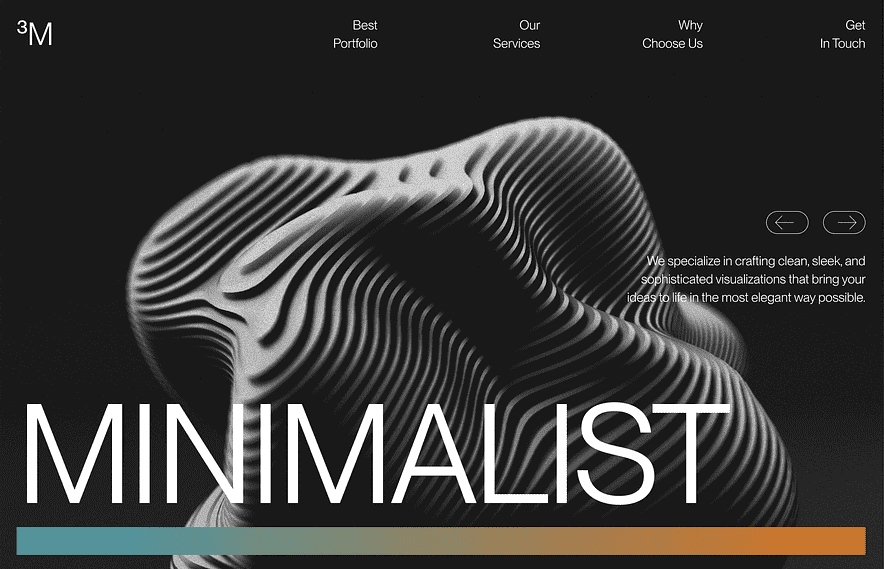 ³M
Best
Portfolio
Our
Services
Why
Choose Us
Get
In Touch
We specialize in crafting clean, sleek, and
sophisticated visualizations that bring your
ideas to life in the most elegant way possible.
MINIMALIST